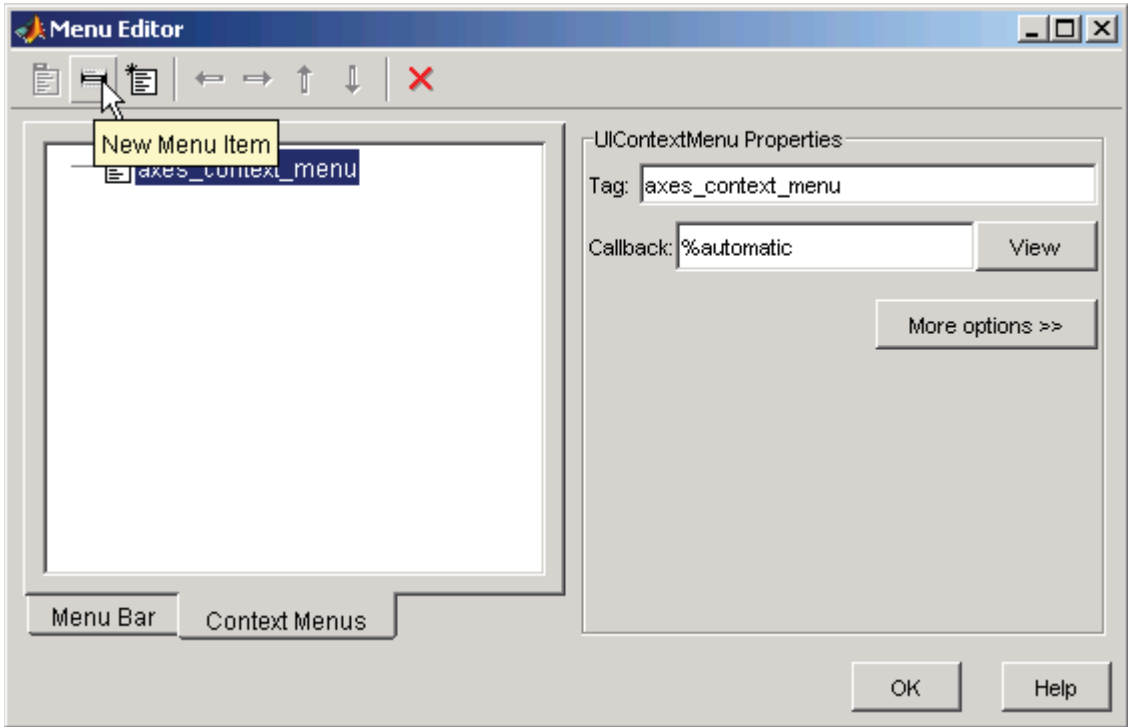 Menu Editor
New Menu Item
axes_context_menu
UIContextMenu Properties
Tag: axes_context_menu
Callback: %automatic View
More options >>
Menu Bar Context Menus
OK Help